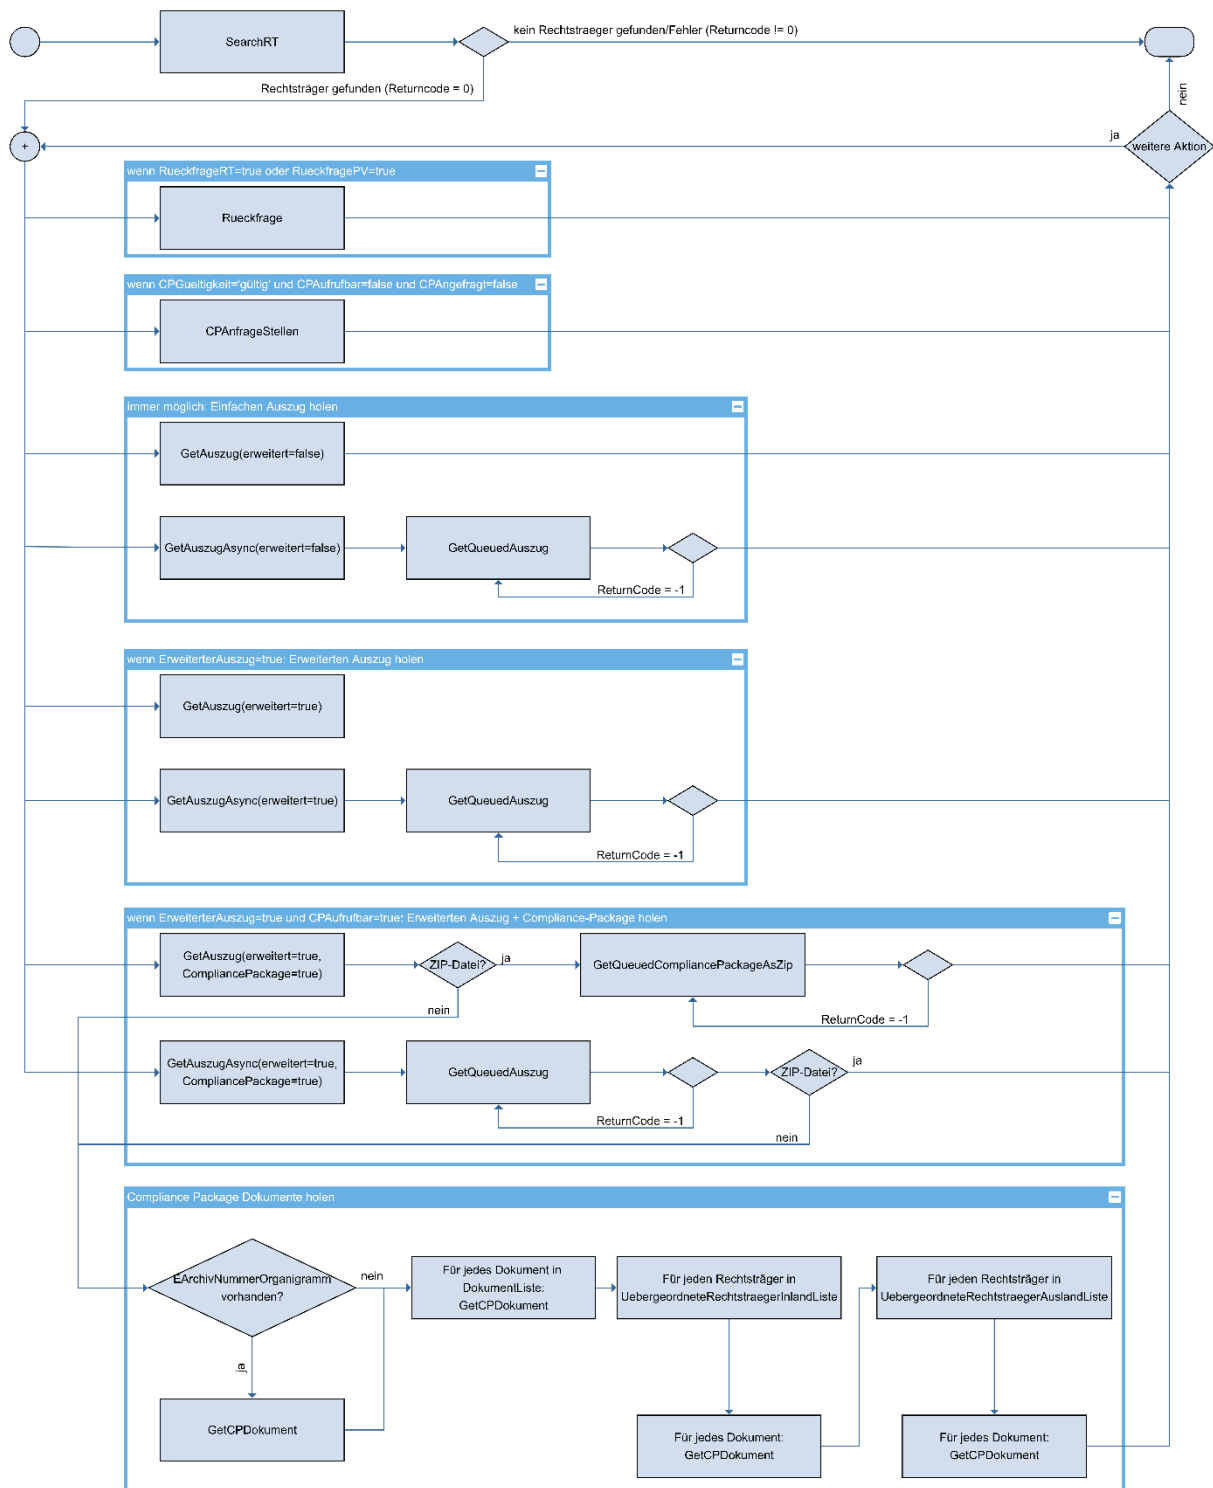 SearchRT
kein Rechtstraeger gefunden/Fehler (Returncode != 0)
Rechtsträger gefunden (Returncode = 0)
nein
ja
+
weitere Aktion
wenn RueckfrageRT=true oder RueckfragePV=true
Rueckfrage
wenn CPGueltigkeit='gültig' und CPAufrufbar=false und CPAngefragt=false
CPAnfrageStellen
immer möglich: Einfachen Auszug holen
GetAuszug(erweitert=false)
GetAuszugAsync(erweitert=false)
GetQueuedAuszug
ReturnCode = -1
wenn ErweiterterAuszug=true: Erweiterten Auszug holen
GetAuszug(erweitert=true)
GetAuszugAsync(erweitert=true)
GetQueuedAuszug
ReturnCode = -1
wenn ErweiterterAuszug=true und CPAufrufbar=true: Erweiterten Auszug + Compliance-Package holen
GetAuszug(erweitert=true,
CompliancePackage=true)
ZIP-Datei?
ja
GetQueuedCompliancePackageAsZip
nein
ReturnCode = -1
GetAuszugAsync(erweitert=true,
CompliancePackage=true)
GetQueuedAuszug
ZIP-Datei?
ja
ReturnCode = -1
nein
Compliance Package Dokumente holen
EArchivNummerOrganigramm
vorhanden?
nein
Für jedes Dokument in
DokumentListe:
GetCPDokument
Für jeden Rechtsträger in
UebergeordneteRechtstraegerInlandListe
Für jeden Rechtsträger in
UebergeordneteRechtstraegerAuslandListe
ja
GetCPDokument
Für jedes Dokument:
GetCPDokument
Für jedes Dokument:
GetCPDokument